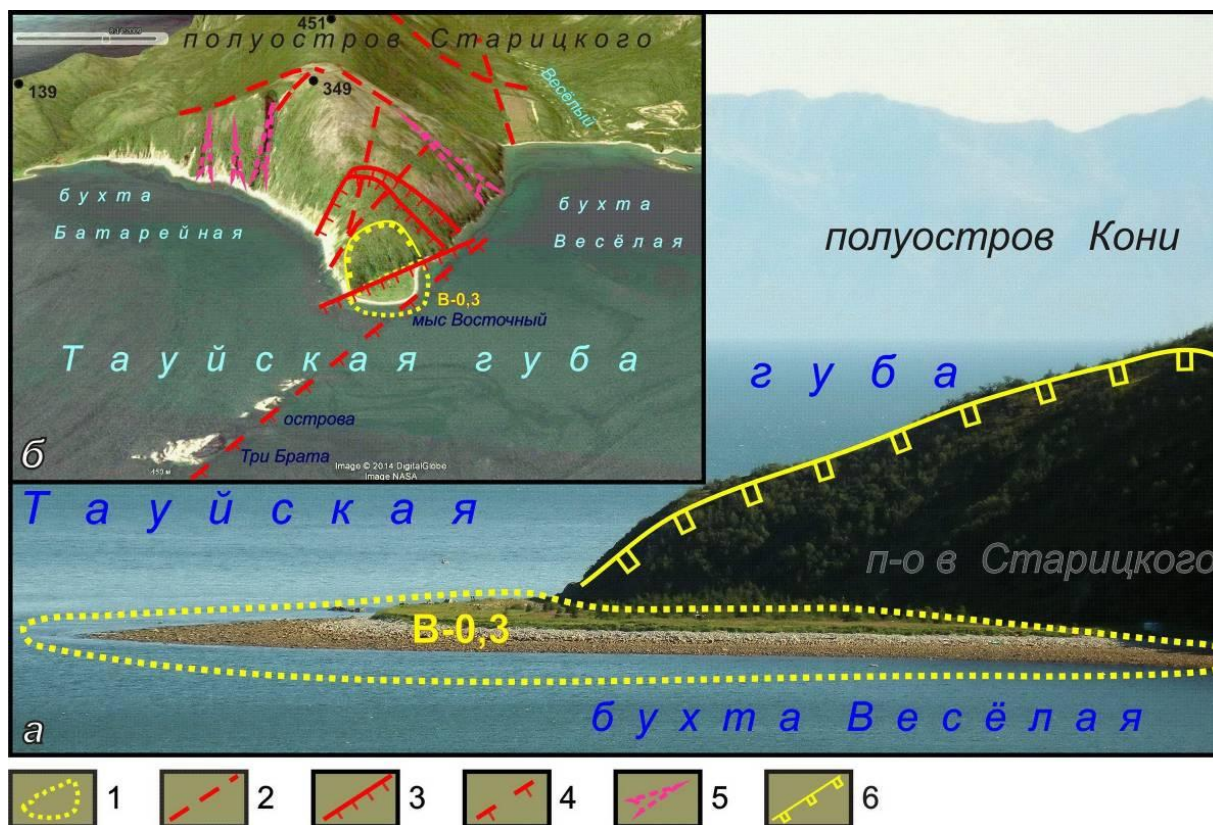 451
полуостров Старицкого
139
349
Весёлый
бухта
Батарейная
бухта
Весёлая
В-0,3
мыс Восточный
Тауйская губа
острова
Три Брата
Image © 2014 DigitalGlobe
Image NASA
б
полуостров Кони
губа
Тауйская
п-ов Старицкого
В-0,3
бухта Весёлая
а
1 2 3 4 5 6